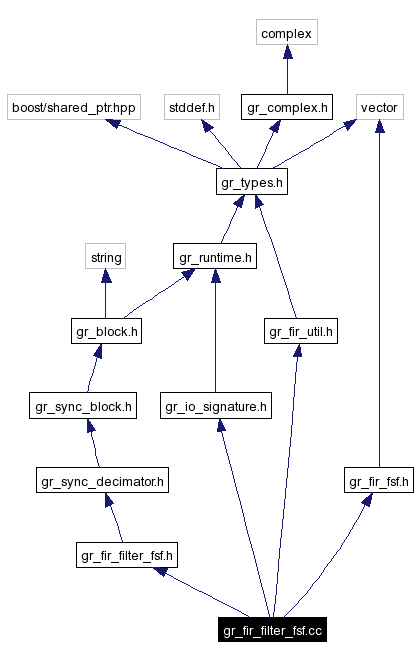 complex
boost/shared_ptr.hpp
stddef.h
gr_complex.h
vector
gr_types.h
string
gr_runtime.h
gr_block.h
gr_fir_util.h
gr_sync_block.h
gr_io_signature.h
gr_sync_decimator.h
gr_fir_fsf.h
gr_fir_filter_fsf.h
gr_fir_filter_fsf.cc